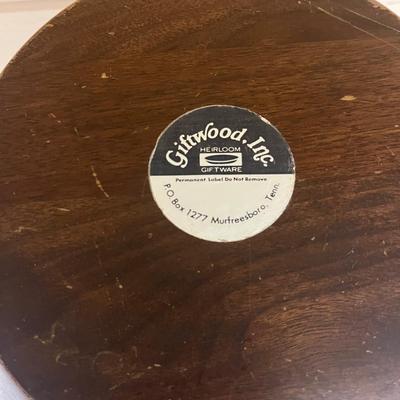 Giftwood, Inc.
HEIRLOOM
GIFTWARE
Permanent Label Do Not Remove
P.O.Box 1277 Murfreesboro, Tenn.